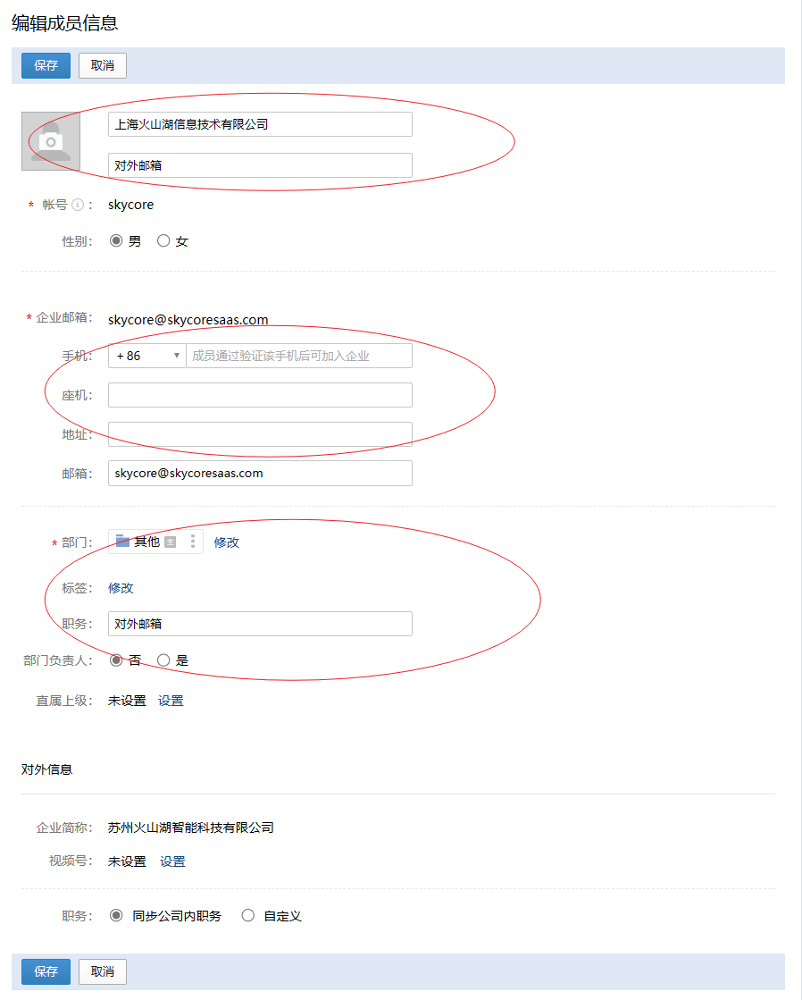 编辑成员信息
保存 取消
上海火山湖信息技术有限公司
对外邮箱
* 帐号 i : skycore
性别: 男 女
* 企业邮箱: skycore@skycoresaas.com
手机: + 86 成员通过验证该手机后可加入企业
座机:
地址:
邮箱: skycore@skycoresaas.com
* 部门: 其他 主 修改
标签: 修改
职务: 对外邮箱
部门负责人: 否 是
直属上级: 未设置 设置
对外信息
企业简称: 苏州火山湖智能科技有限公司
视频号: 未设置 设置
职务: 同步公司内职务 自定义
保存 取消